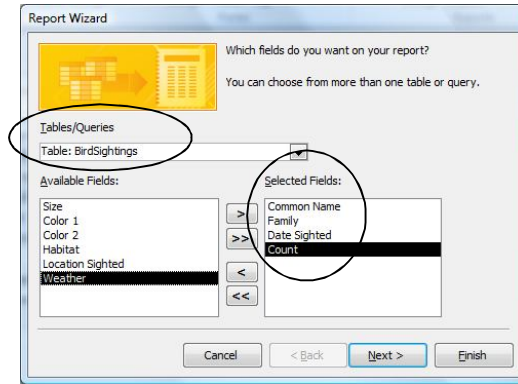 Report Wizard
Which fields do you want on your report?
You can choose from more than one table or query.
Tables/Queries
Table: BirdSightings
Available Fields:
Selected Fields:
Size
Color 1
Color 2
Habitat
Location Sighted
Weather
>
>>
<
<<
Common Name
Family
Date Sighted
Count
Cancel
< Back
Next >
Finish